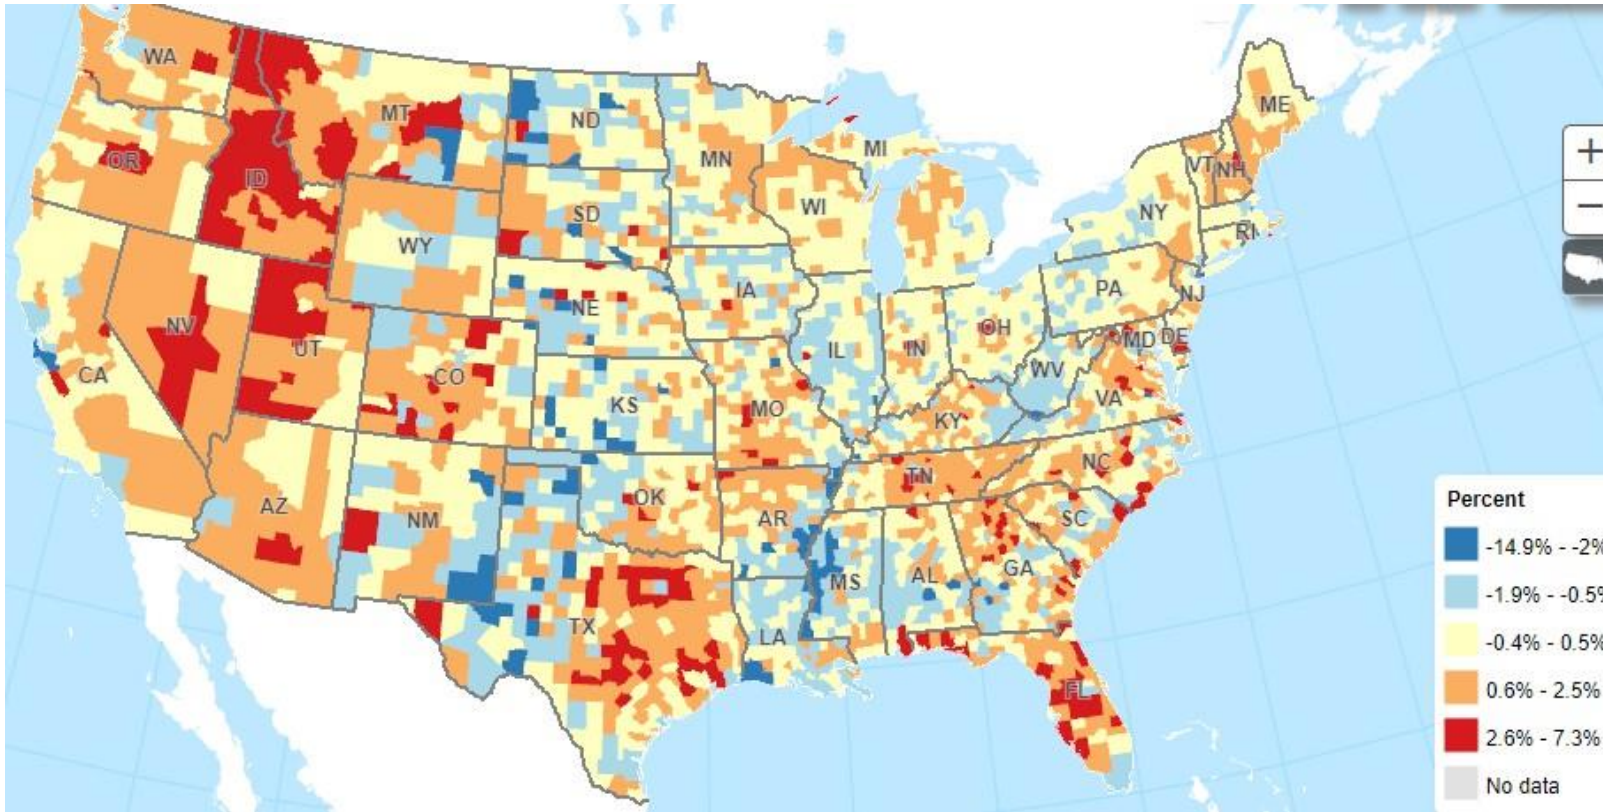 WA
MT
ND
ME
OR
ID
MN
MI
VT
NH
SD
WI
NY
WY
RI
IA
PA
NE
NJ
NV
UT
OH
IL
IN
MD
DE
CA
CO
WV
KS
MO
VA
KY
TN
NC
AZ
NM
OK
AR
SC
MS
AL
GA
TX
LA
FL
+
−
Percent
-14.9% - -2%
-1.9% - -0.5%
-0.4% - 0.5%
0.6% - 2.5%
2.6% - 7.3%
No data